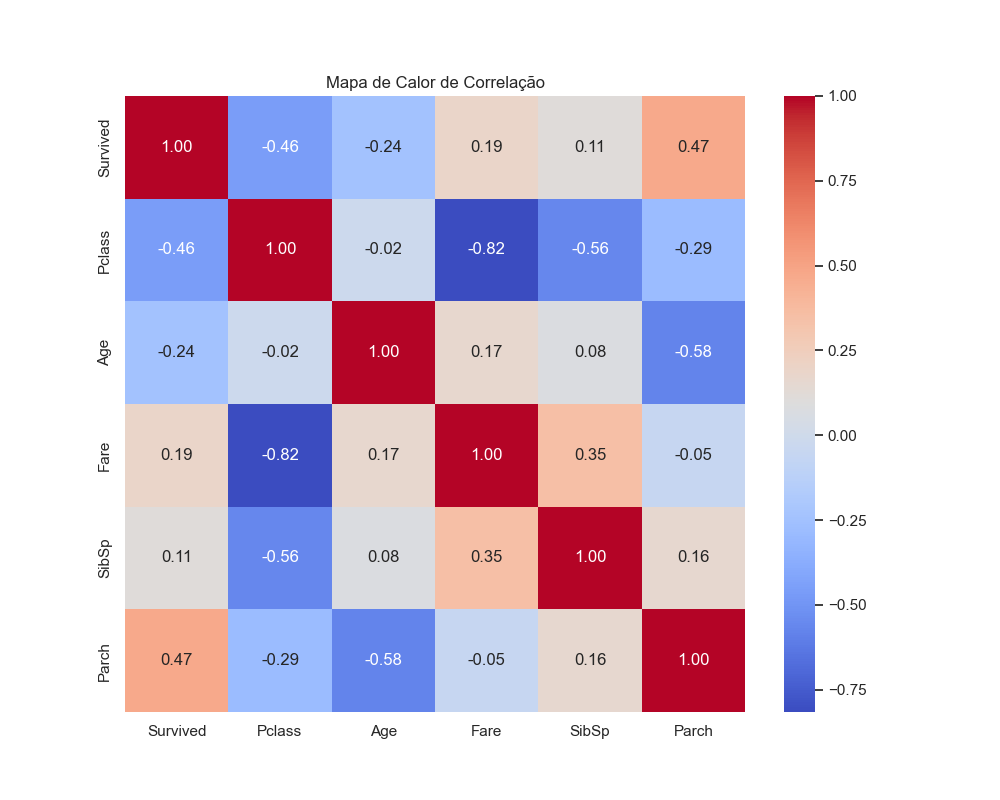 Mapa de Calor de Correlação
Survived 1.00 -0.46 -0.24 0.19 0.11 0.47
Pclass -0.46 1.00 -0.02 -0.82 -0.56 -0.29
Age -0.24 -0.02 1.00 0.17 0.08 -0.58
Fare 0.19 -0.82 0.17 1.00 0.35 -0.05
SibSp 0.11 -0.56 0.08 0.35 1.00 0.16
Parch 0.47 -0.29 -0.58 -0.05 0.16 1.00
Survived Pclass Age Fare SibSp Parch
1.00
0.75
0.50
0.25
0.00
−0.25
−0.50
−0.75